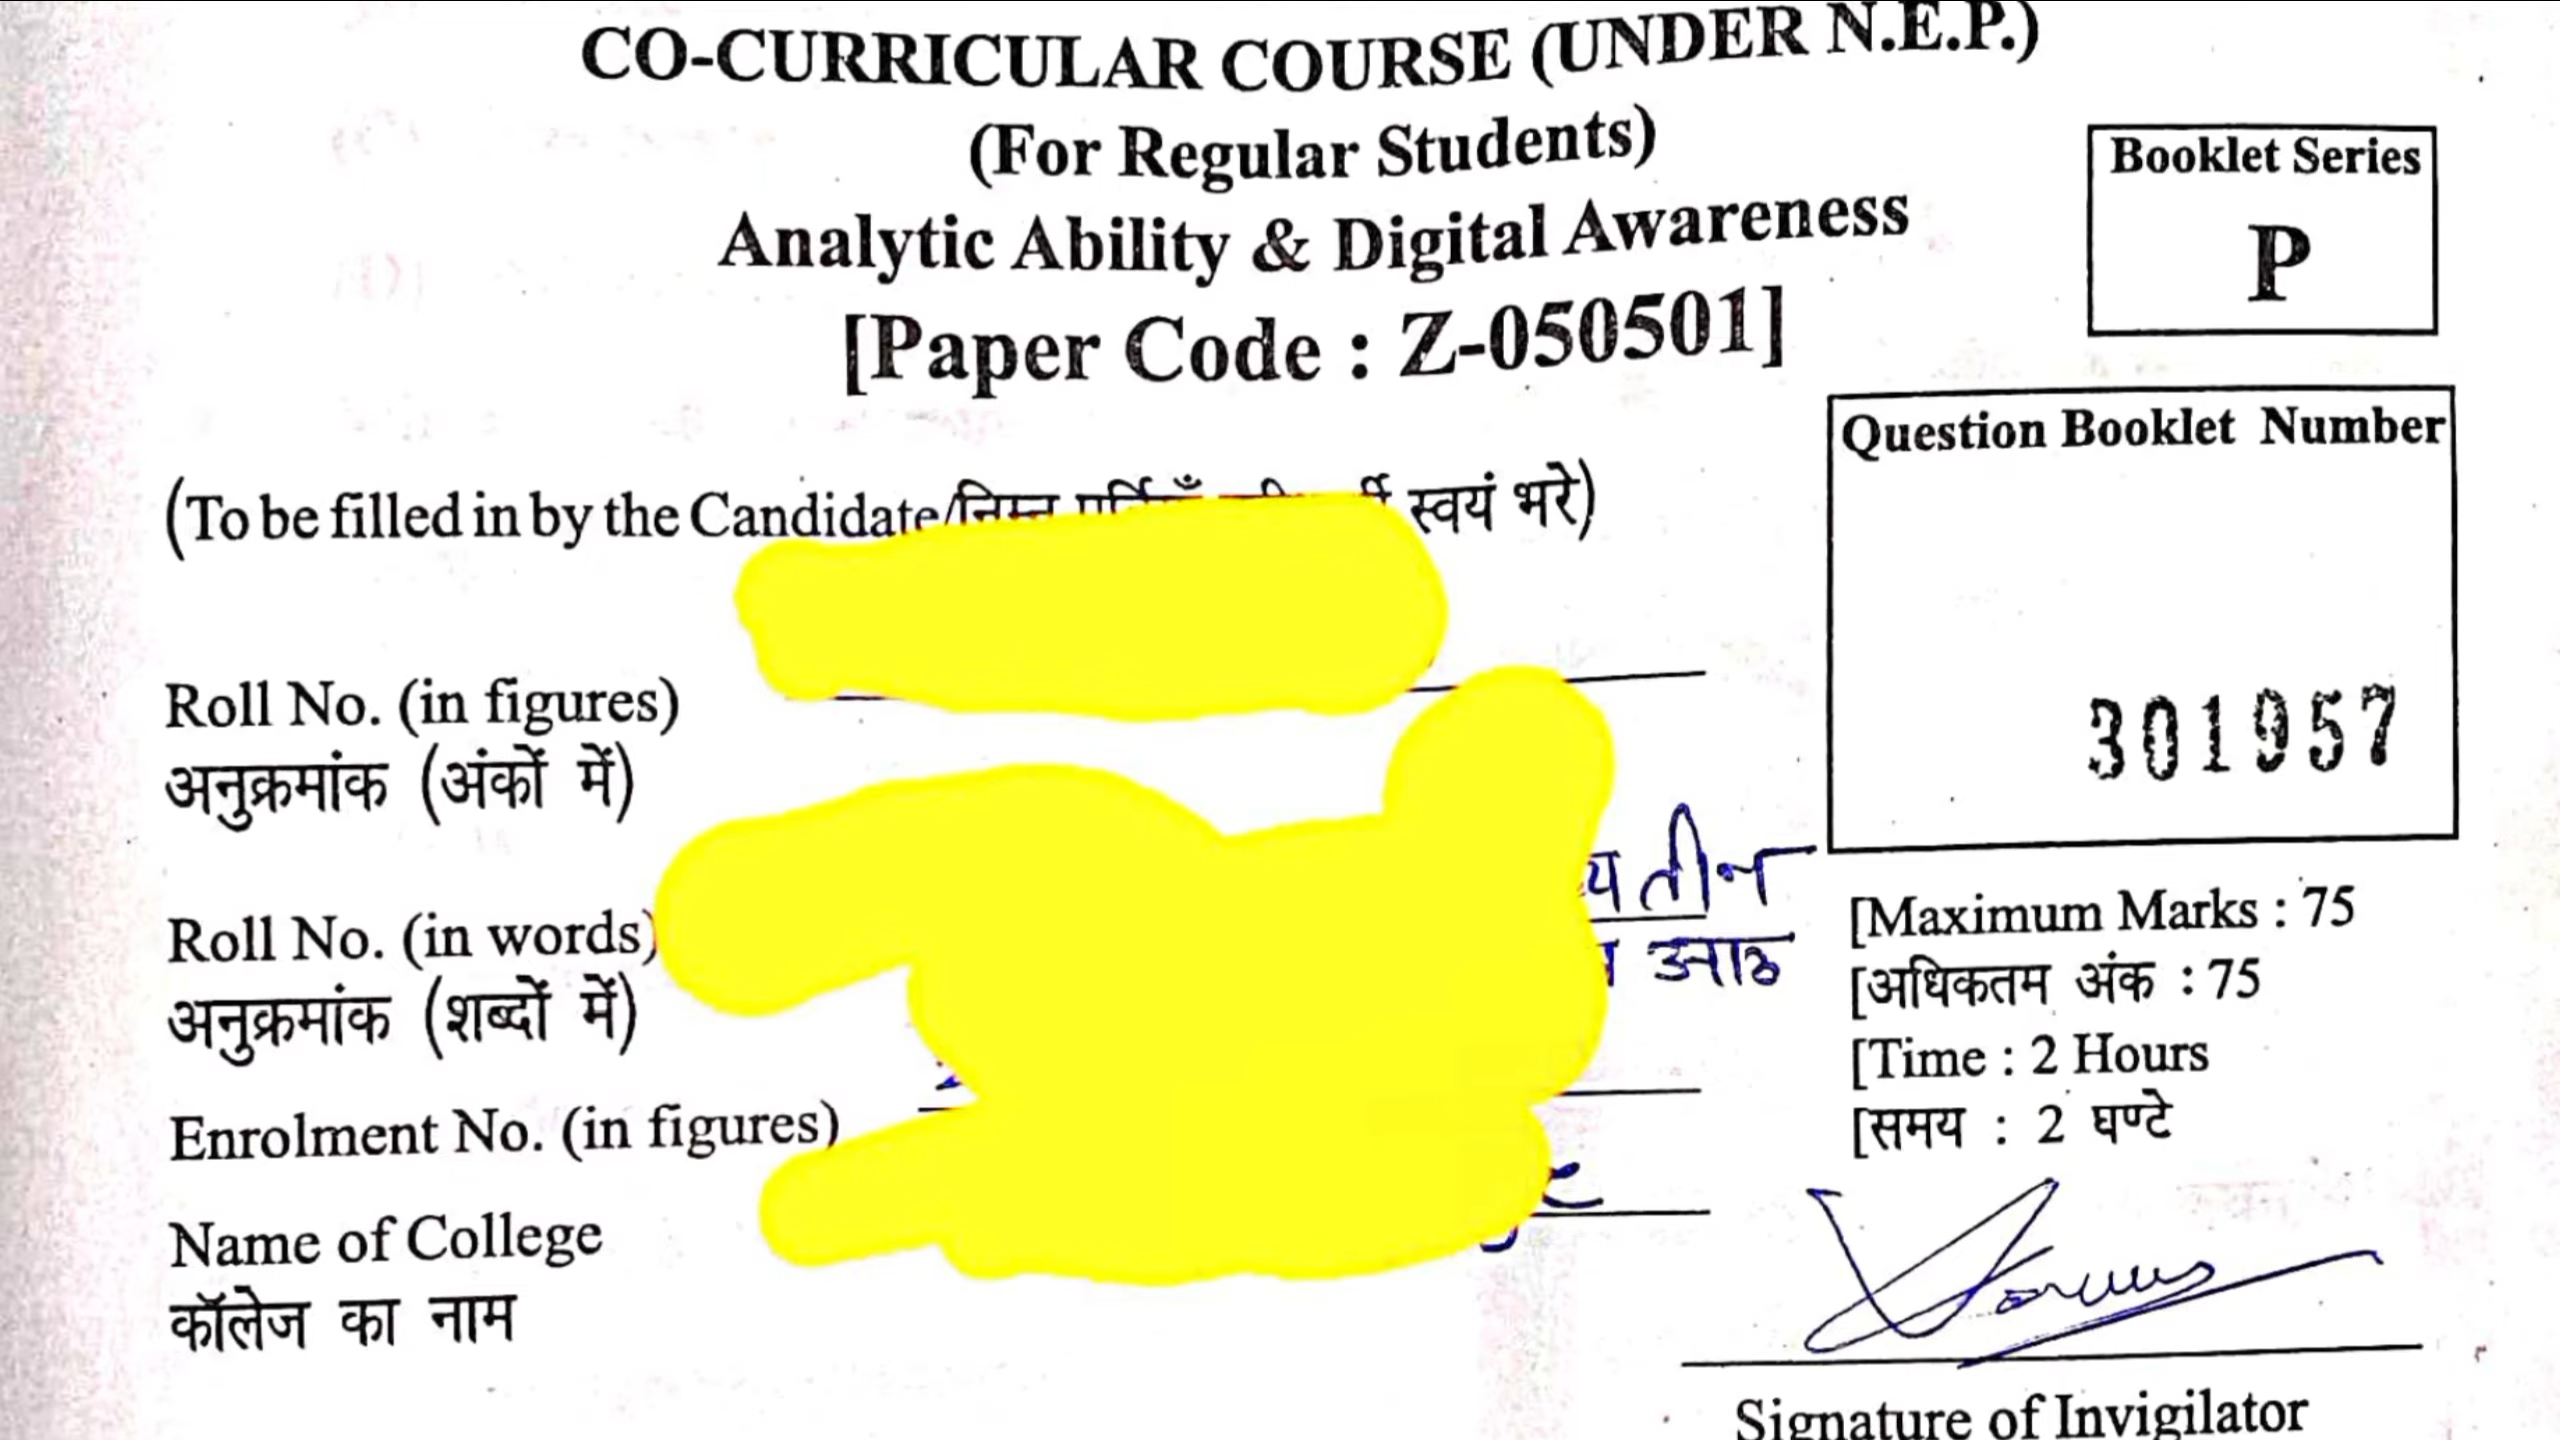 CO-CURRICULAR COURSE (UNDER N.E.P.)
(For Regular Students)
Analytic Ability & Digital Awareness
[Paper Code : Z-050501]
Booklet Series
P
Question Booklet Number
301957
(To be filled in by the Candidate/निम्न स्वयं भरे)
Roll No. (in figures)
अनुक्रमांक (अंकों में)
Roll No. (in words)
अनुक्रमांक (शब्दों में)
तीन
आठ
Enrolment No. (in figures)
Name of College
कॉलेज का नाम
[Maximum Marks : 75
[अधिकतम अंक : 75
[Time : 2 Hours
[समय : 2 घण्टे
Signature of Invigilator